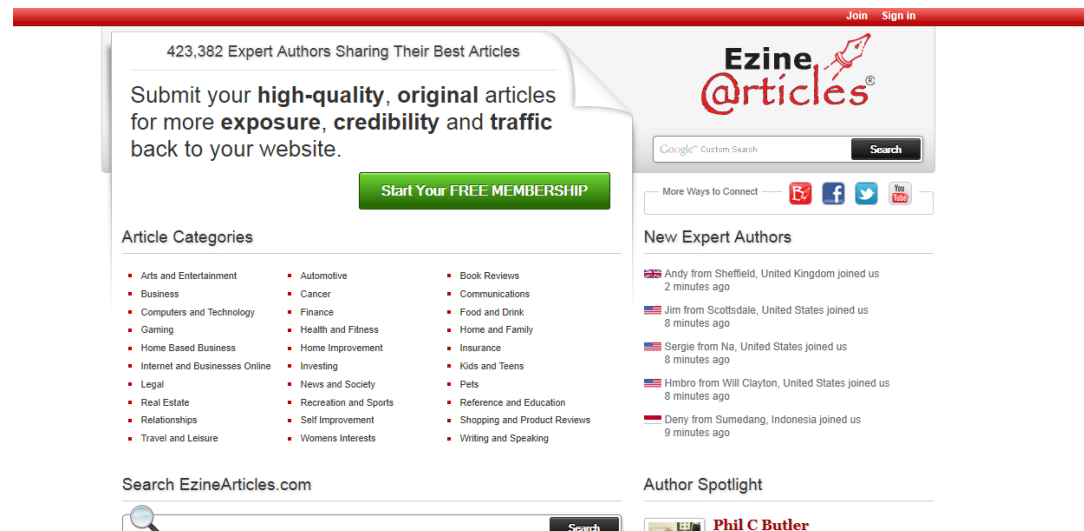 Join Sign in
423,382 Expert Authors Sharing Their Best Articles
Submit your high-quality, original articles
for more exposure, credibility and traffic
back to your website.
Start Your FREE MEMBERSHIP
Ezine
@rticles®
Google™ Custom Search Search
More Ways to Connect
You
Tube
Article Categories
Arts and Entertainment
Business
Computers and Technology
Gaming
Home Based Business
Internet and Businesses Online
Legal
Real Estate
Relationships
Travel and Leisure
Automotive
Cancer
Finance
Health and Fitness
Home Improvement
Investing
News and Society
Recreation and Sports
Self Improvement
Womens Interests
Book Reviews
Communications
Food and Drink
Home and Family
Insurance
Kids and Teens
Pets
Reference and Education
Shopping and Product Reviews
Writing and Speaking
New Expert Authors
Andy from Sheffield, United Kingdom joined us
2 minutes ago
Jim from Scottsdale, United States joined us
8 minutes ago
Sergie from Na, United States joined us
8 minutes ago
Hmbro from Will Clayton, United States joined us
8 minutes ago
Deny from Sumedang, Indonesia joined us
9 minutes ago
Search EzineArticles.com
Search
Author Spotlight
Phil C Butler